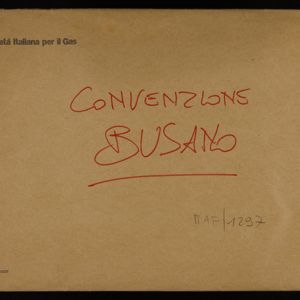 età Italiana per il Gas
CONVENZIONE
BUSANO
MAF/1297